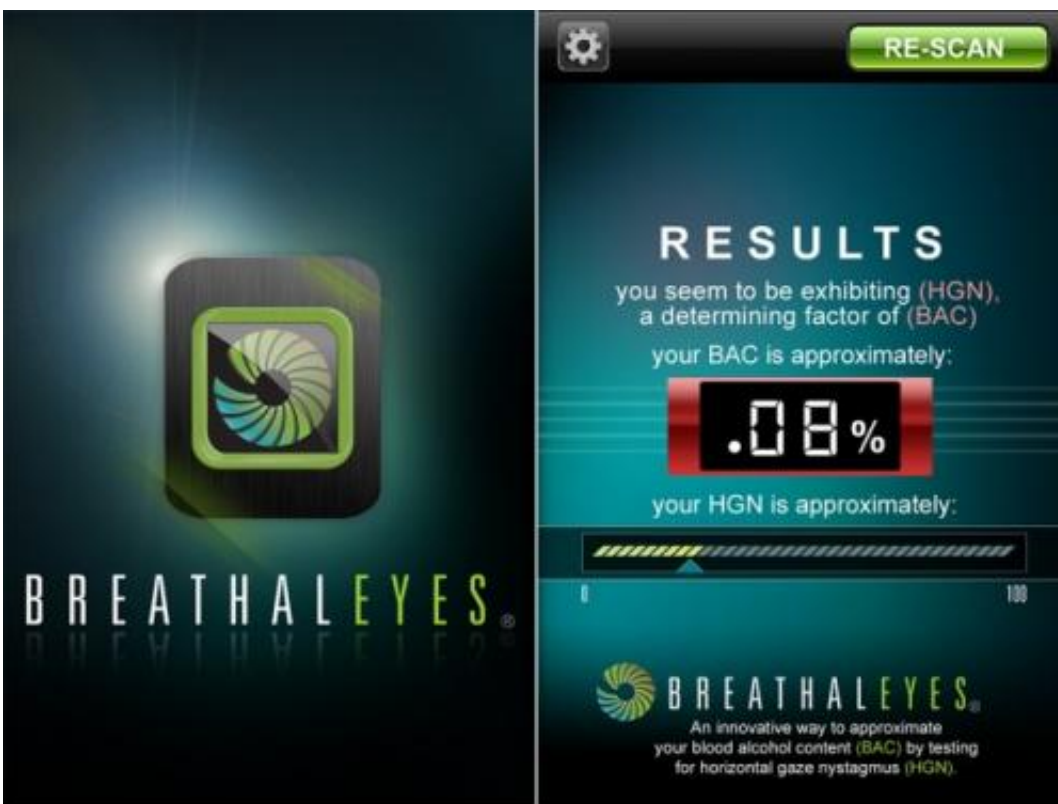 BREATHALEYES®
RE-SCAN
RESULTS
you seem to be exhibiting (HGN),
a determining factor of (BAC)
your BAC is approximately:
.08%
your HGN is approximately:
0 100
BREATHALEYES®
An innovative way to approximate
your blood alcohol content (BAC) by testing
for horizontal gaze nystagmus (HGN).